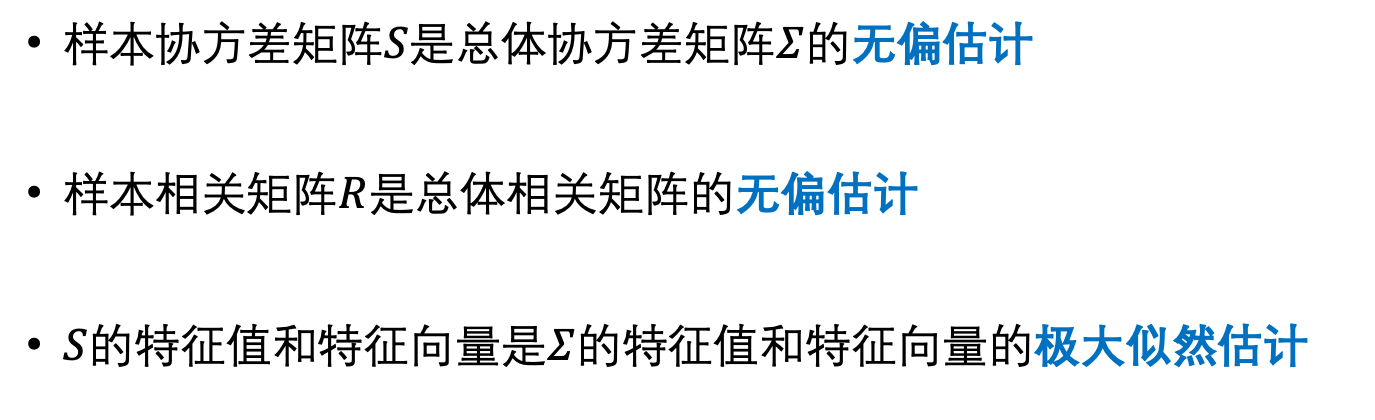 • 样本协方差矩阵S是总体协方差矩阵Σ的无偏估计
• 样本相关矩阵R是总体相关矩阵的无偏估计
• S的特征值和特征向量是Σ的特征值和特征向量的极大似然估计